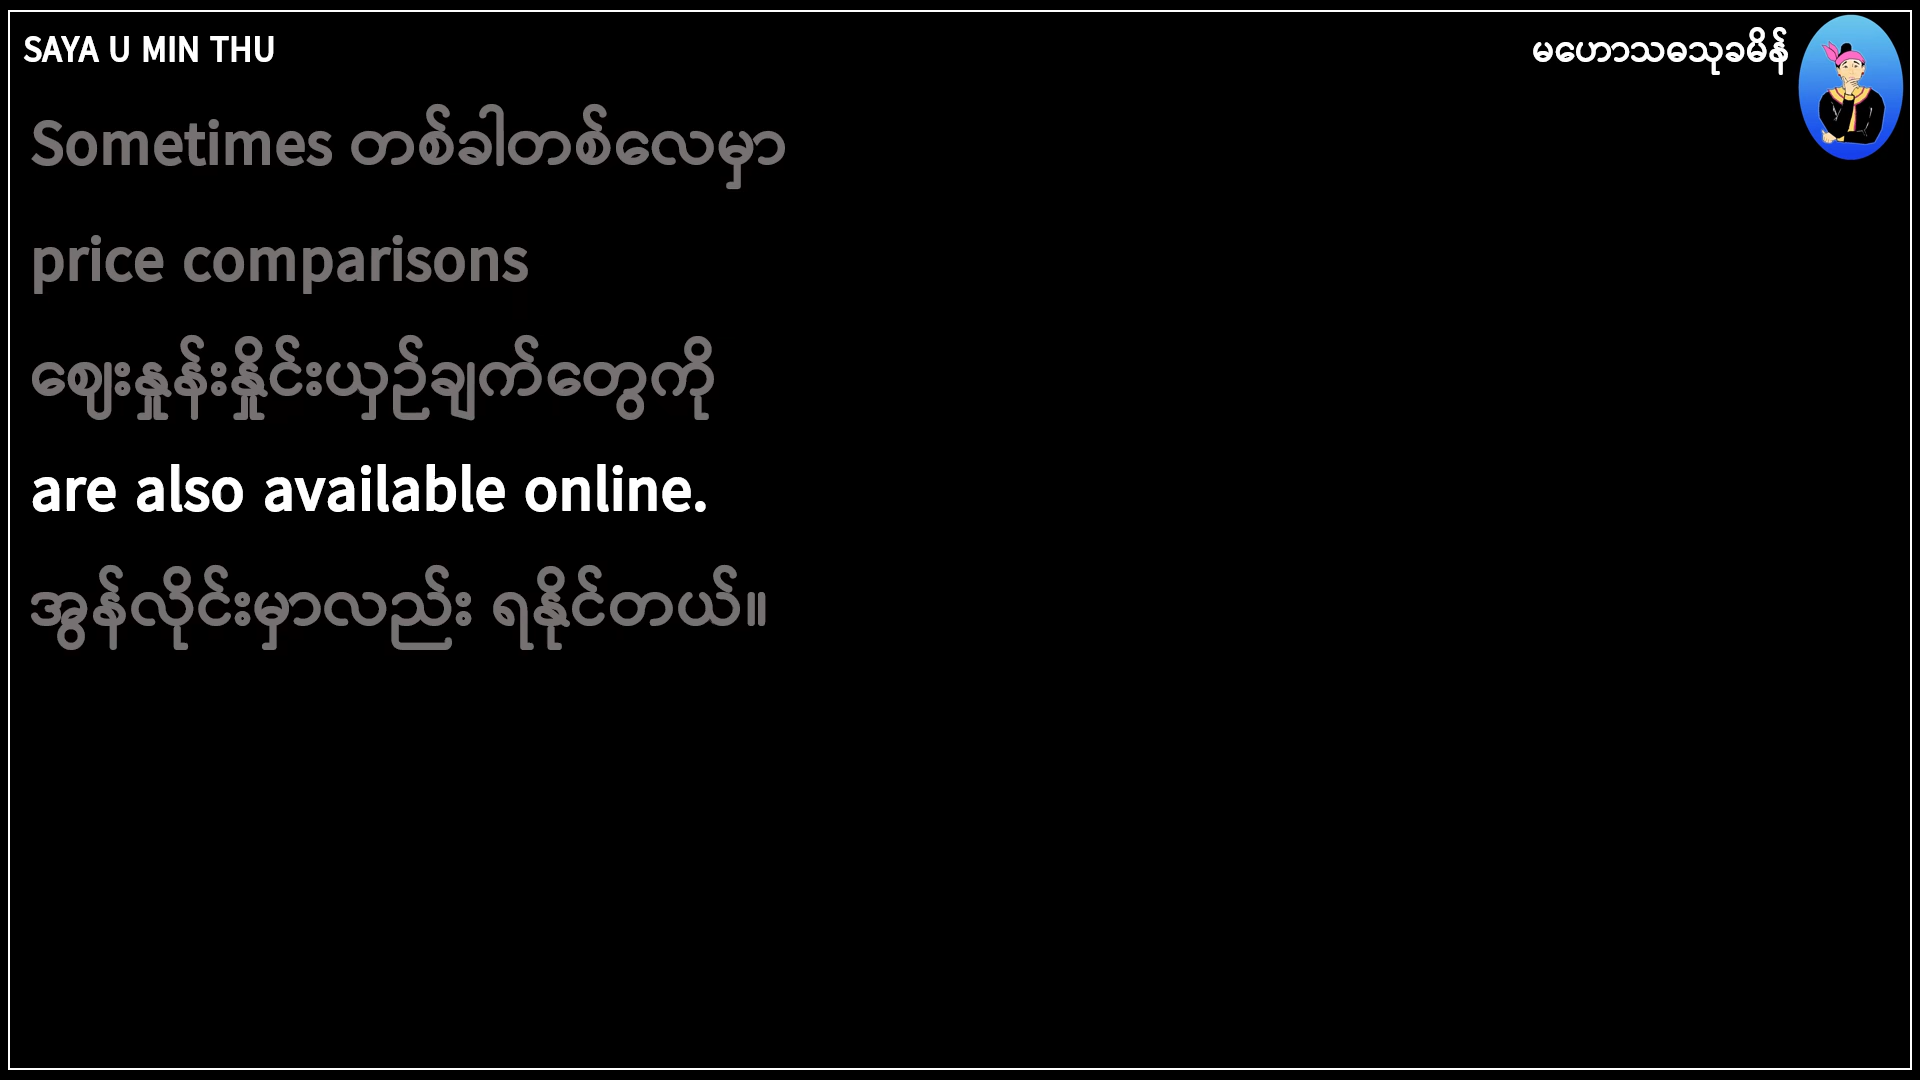 SAYA U MIN THU
မဟောသဓသုခမိန်
Sometimes တစ်ခါတစ်လေမှာ
price comparisons
ဈေးနှုန်းနှိုင်းယှဉ်ချက်တွေကို
are also available online.
အွန်လိုင်းမှာလည်း ရနိုင်တယ်။